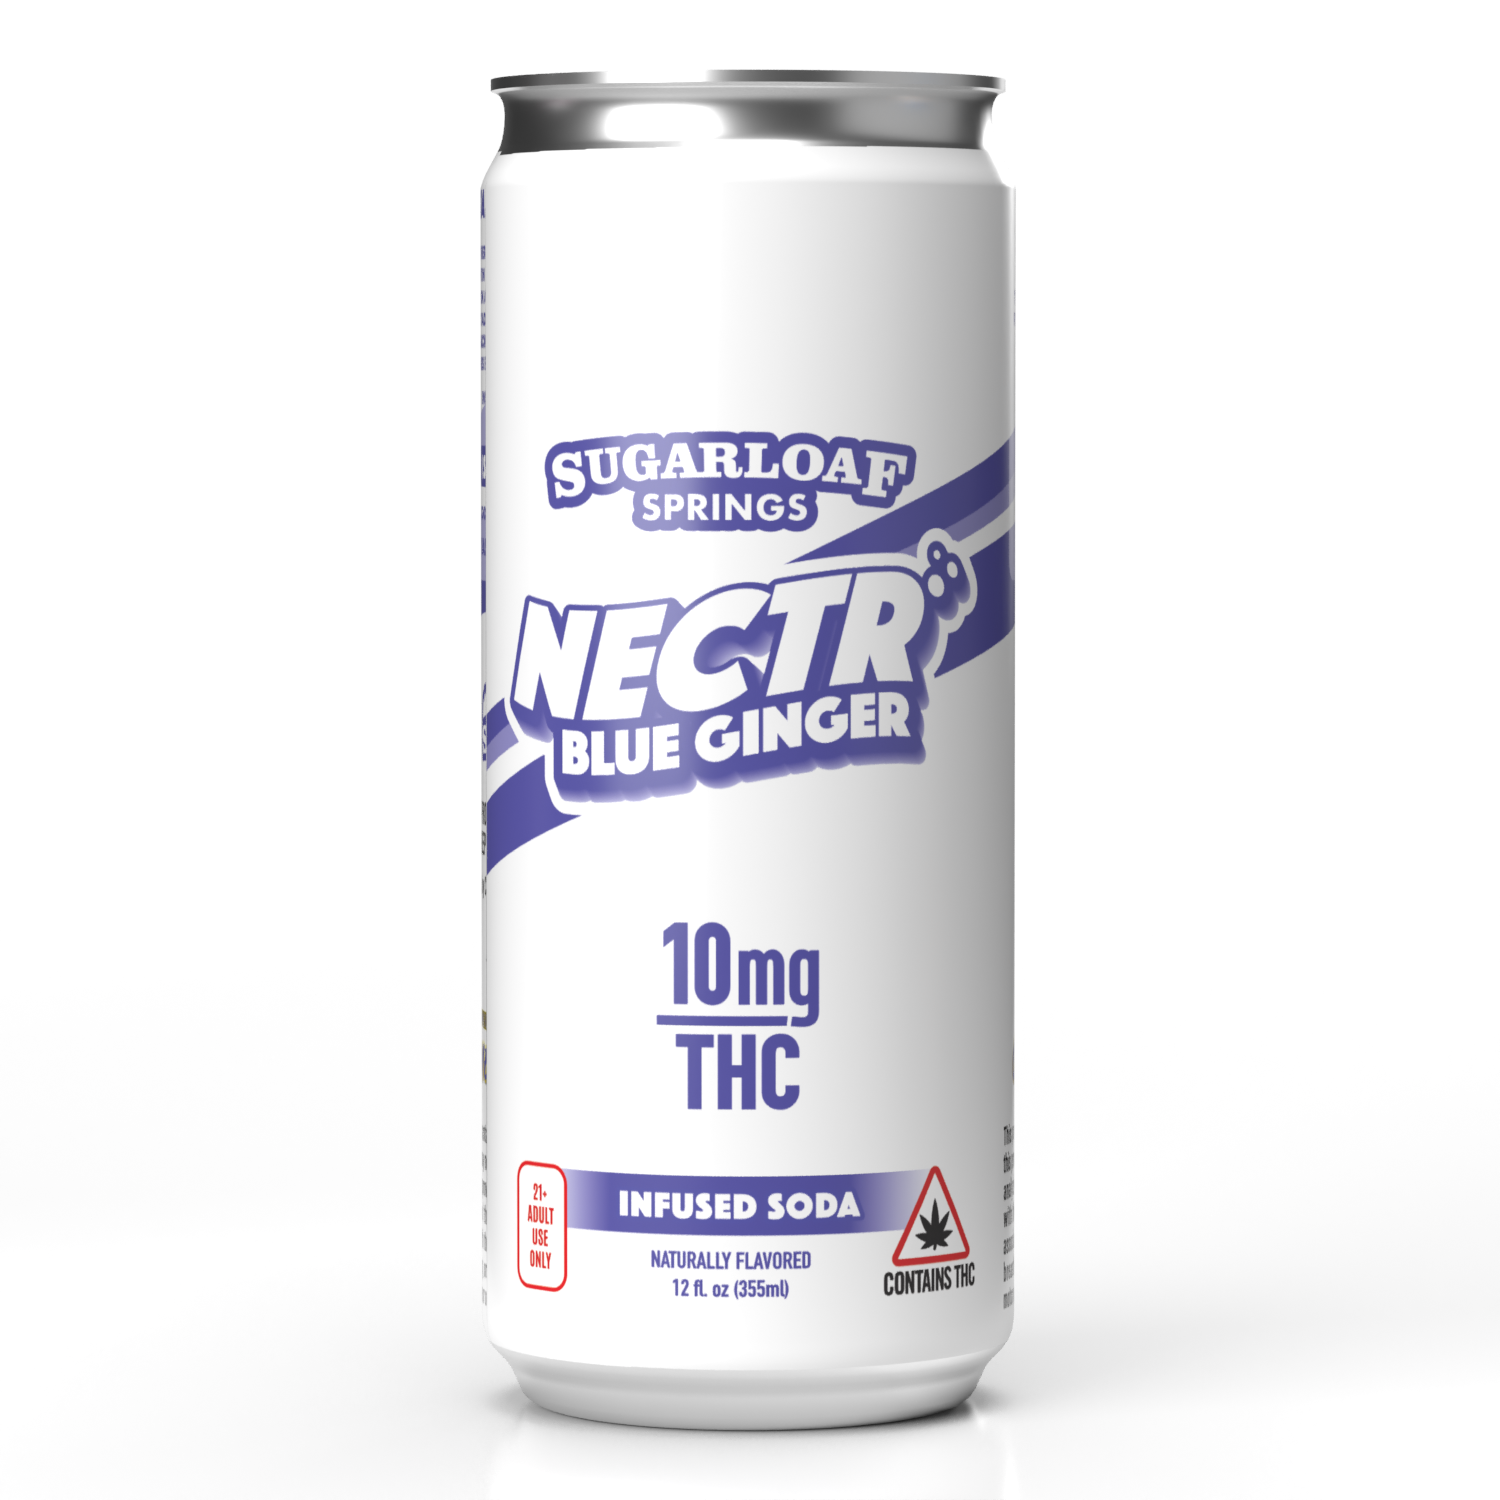 SUGARLOAF
SPRINGS
NECTR
BLUE GINGER
10mg
THC
21+
ADULT
USE
ONLY
INFUSED SODA
NATURALLY FLAVORED
12 fl. oz (355ml)
CONTAINS THC